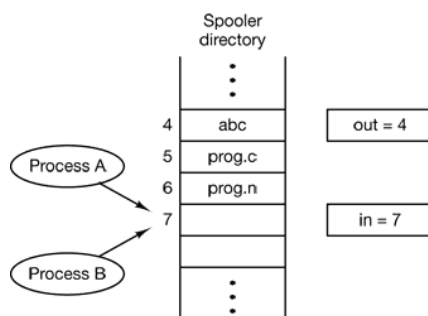 Spooler
directory
4 abc out = 4
5 prog.c
Process A
6 prog.n
7 in = 7
Process B